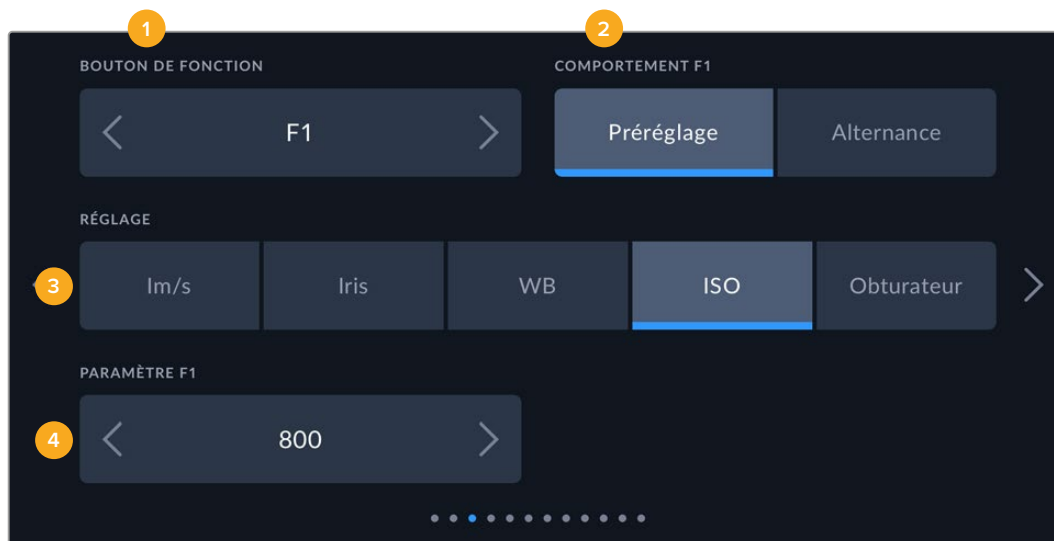 1
2
BOUTON DE FONCTION
COMPORTEMENT F1
F1
Préréglage
Alternance
RÉGLAGE
3
Im/s
Iris
WB
ISO
Obturateur
PARAMÈTRE F1
4
800